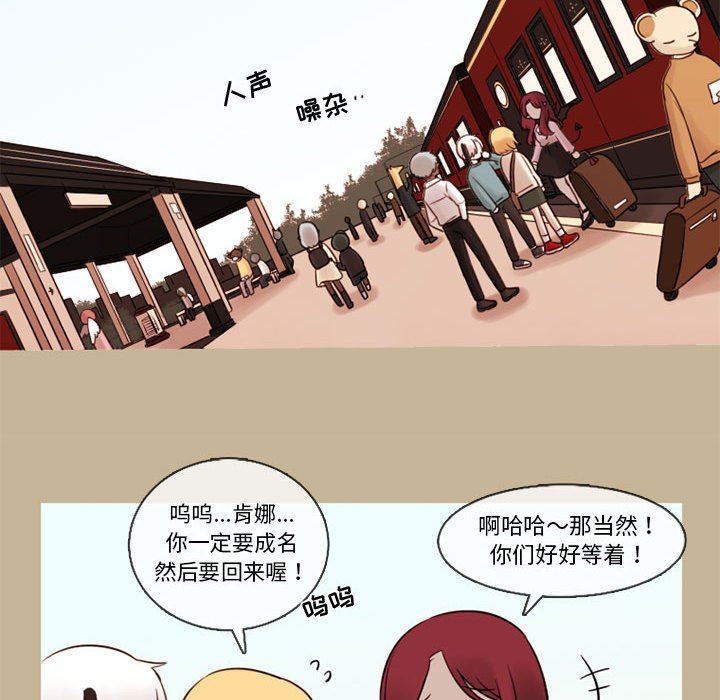 人声
噪杂..
呜呜...肯娜...
你一定要成名
然后要回来喔！
啊哈哈～那当然！
你们好好等着！
呜呜